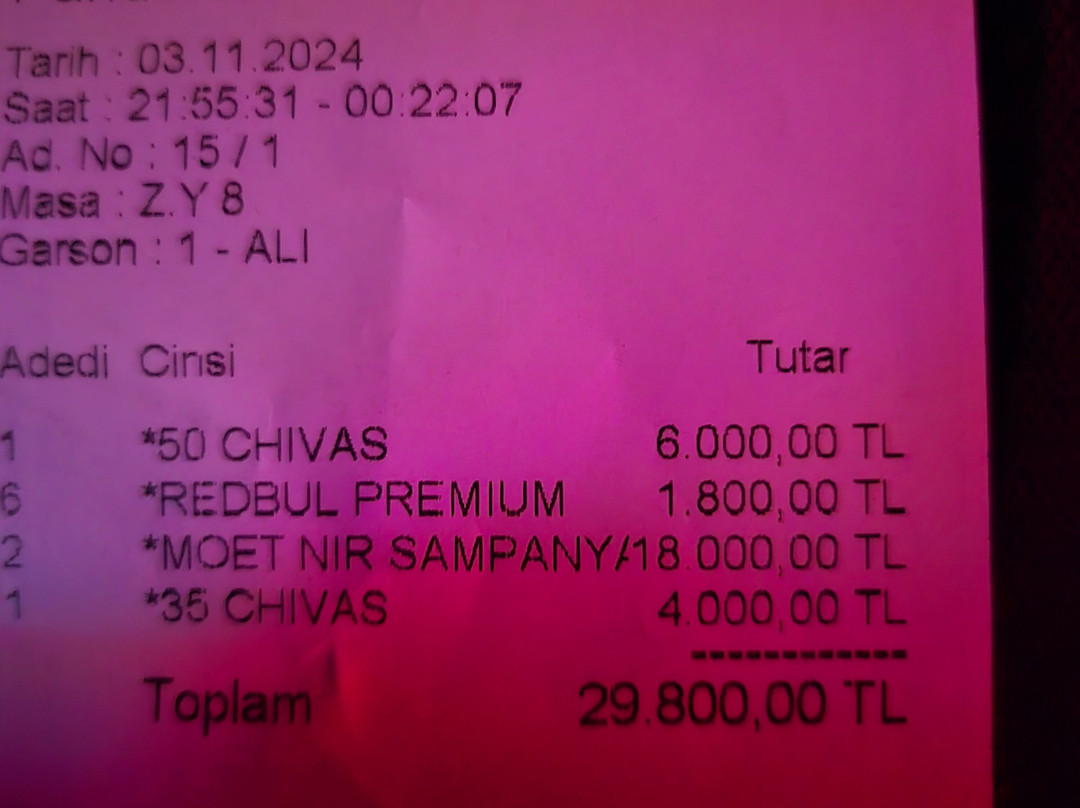 Tarih : 03.11.2024
Saat : 21:55:31 - 00:22:07
Ad. No : 15 / 1
Masa : Z.Y 8
Garson : 1 - ALI
Adedi Cinsi Tutar
1 *50 CHIVAS 6.000,00 TL
6 *REDBUL PREMIUM 1.800,00 TL
2 *MOET NIR SAMPANYA 18.000,00 TL
1 *35 CHIVAS 4.000,00 TL
------------
Toplam 29.800,00 TL